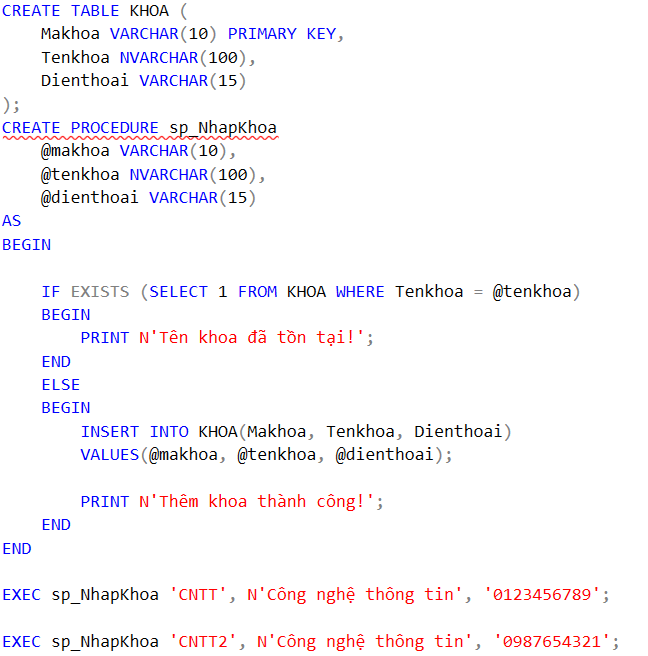 CREATE TABLE KHOA (
    Makhoa VARCHAR(10) PRIMARY KEY,
    Tenkhoa NVARCHAR(100),
    Dienthoai VARCHAR(15)
);
CREATE PROCEDURE sp_NhapKhoa
    @makhoa VARCHAR(10),
    @tenkhoa NVARCHAR(100),
    @dienthoai VARCHAR(15)
AS
BEGIN

    IF EXISTS (SELECT 1 FROM KHOA WHERE Tenkhoa = @tenkhoa)
    BEGIN
        PRINT N'Tên khoa đã tồn tại!';
    END
    ELSE
    BEGIN
        INSERT INTO KHOA(Makhoa, Tenkhoa, Dienthoai)
        VALUES(@makhoa, @tenkhoa, @dienthoai);

        PRINT N'Thêm khoa thành công!';
    END
END

EXEC sp_NhapKhoa 'CNTT', N'Công nghệ thông tin', '0123456789';

EXEC sp_NhapKhoa 'CNTT2', N'Công nghệ thông tin', '0987654321';